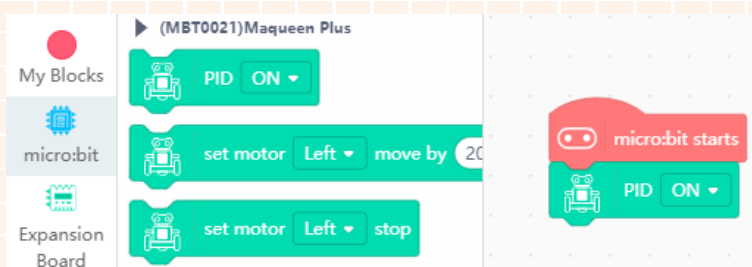 My Blocks
micro:bit
Expansion
Board
(MBT0021)Maqueen Plus
PID ON
set motor Left move by 20
set motor Left stop
micro:bit starts
PID ON